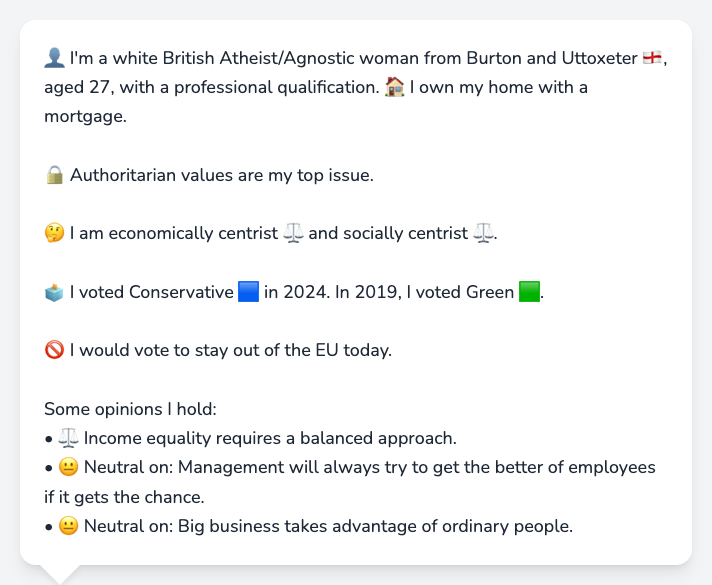 👤 I'm a white British Atheist/Agnostic woman from Burton and Uttoxeter 🏴󠁧󠁢󠁥󠁮󠁧󠁿,
aged 27, with a professional qualification. 🏠 I own my home with a
mortgage.
🔒 Authoritarian values are my top issue.
🤔 I am economically centrist ⚖️ and socially centrist ⚖️.
🗳️ I voted Conservative 🟦 in 2024. In 2019, I voted Green 🟩.
🚫 I would vote to stay out of the EU today.
Some opinions I hold:
• ⚖️ Income equality requires a balanced approach.
• 😐 Neutral on: Management will always try to get the better of employees
if it gets the chance.
• 😐 Neutral on: Big business takes advantage of ordinary people.